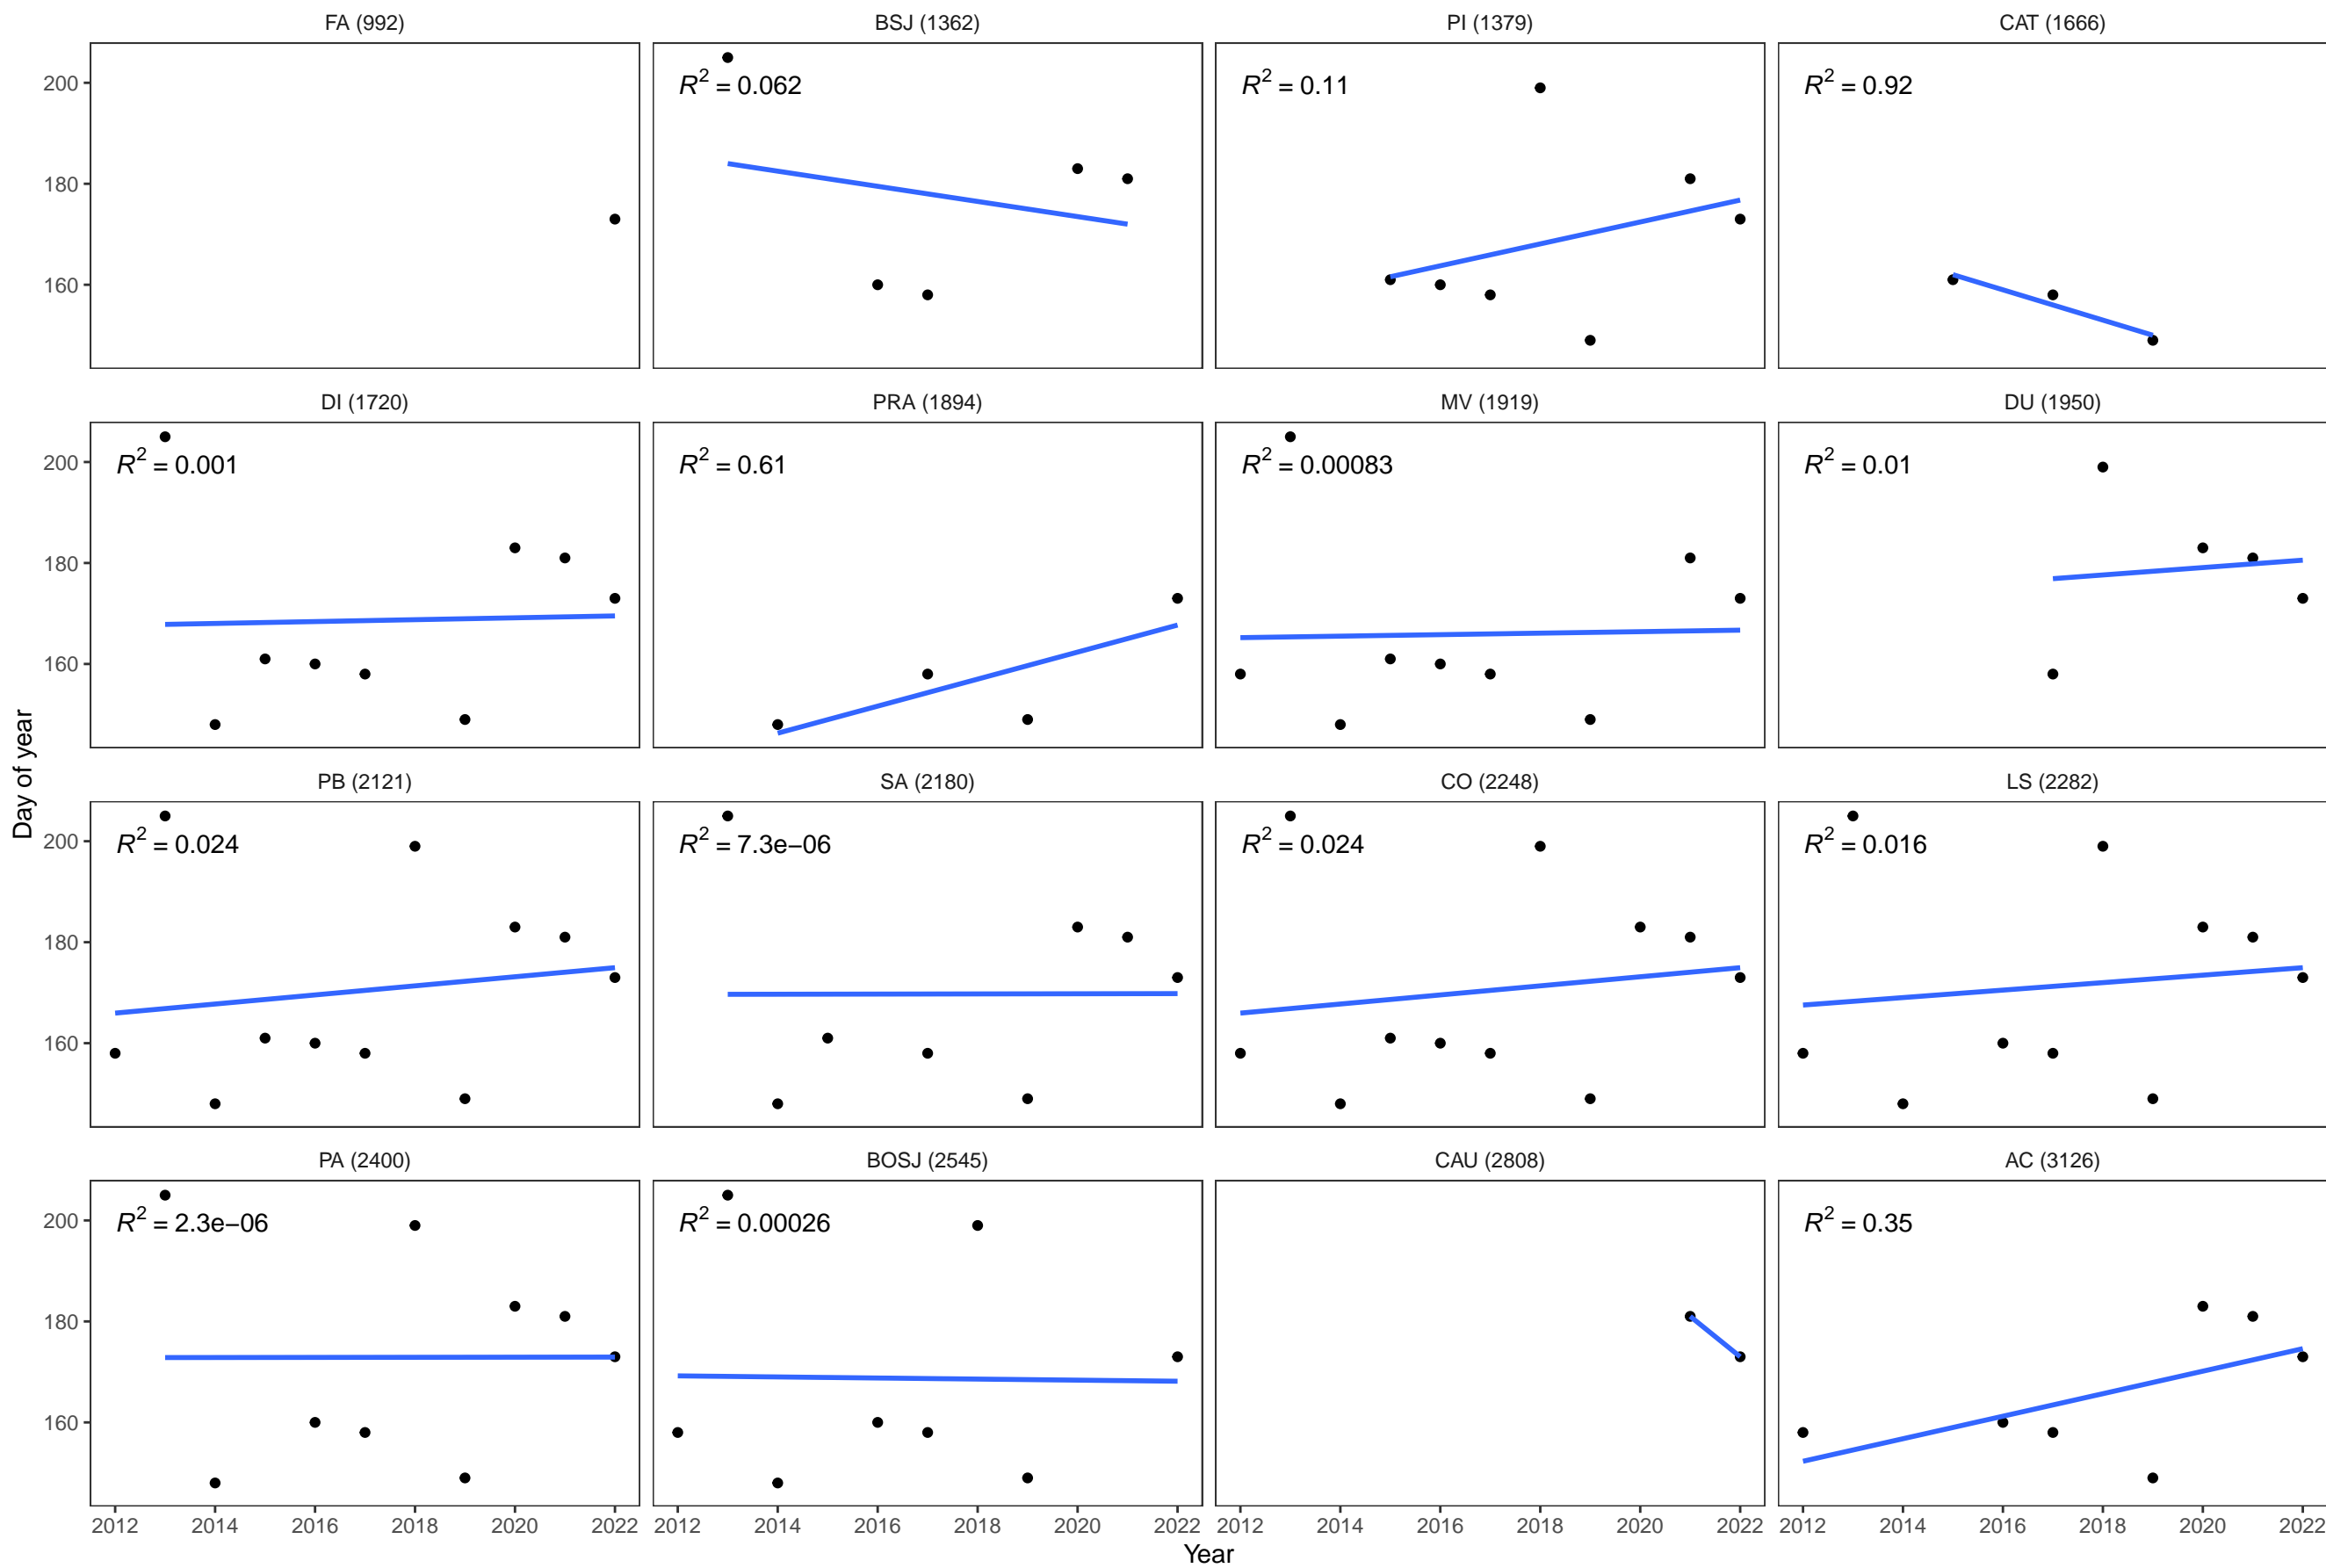 FA (992) BSJ (1362) PI (1379) CAT (1666)
200
R2 = 0.062 R2 = 0.11 R2 = 0.92
180
160
DI (1720) PRA (1894) MV (1919) DU (1950)
200
R2 = 0.001 R2 = 0.61 R2 = 0.00083 R2 = 0.01
180
160
Day of year
PB (2121) SA (2180) CO (2248) LS (2282)
200
R2 = 0.024 R2 = 7.3e−06 R2 = 0.024 R2 = 0.016
180
160
PA (2400) BOSJ (2545) CAU (2808) AC (3126)
200
R2 = 2.3e−06 R2 = 0.00026 R2 = 0.35
180
160
2012 2014 2016 2018 2020 2022 2012 2014 2016 2018 2020 2022 2012 2014 2016 2018 2020 2022 2012 2014 2016 2018 2020 2022
Year